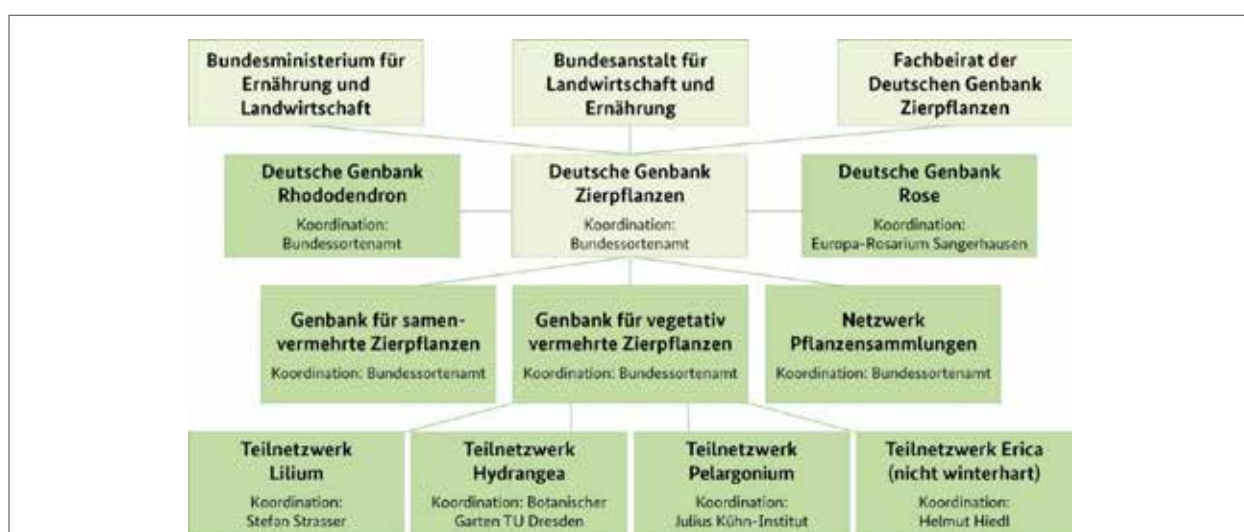 Bundesministerium für
Ernährung und
Landwirtschaft
Bundesanstalt für
Landwirtschaft und
Ernährung
Fachbeirat der
Deutschen Genbank
Zierpflanzen
Deutsche Genbank
Rhododendron
Koordination:
Bundessortenamt
Deutsche Genbank
Zierpflanzen
Koordination:
Bundessortenamt
Deutsche Genbank
Rose
Koordination:
Europa-Rosarium Sangerhausen
Genbank für samen-
vermehrte Zierpflanzen
Koordination: Bundessortenamt
Genbank für vegetativ
vermehrte Zierpflanzen
Koordination: Bundessortenamt
Netzwerk
Pflanzensammlungen
Koordination: Bundessortenamt
Teilnetzwerk
Lilium
Koordination:
Stefan Strasser
Teilnetzwerk
Hydrangea
Koordination: Botanischer
Garten TU Dresden
Teilnetzwerk
Pelargonium
Koordination:
Julius Kühn-Institut
Teilnetzwerk Erica
(nicht winterhart)
Koordination:
Helmut Hiedl